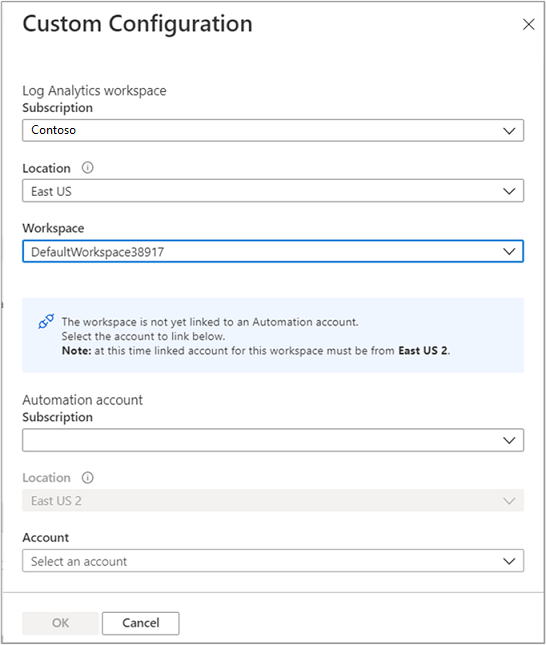 Custom Configuration
Log Analytics workspace
Subscription
Contoso
Location
East US
Workspace
DefaultWorkspace38917
The workspace is not yet linked to an Automation account.
Select the account to link below.
Note: at this time linked account for this workspace must be from East US 2.
Automation account
Subscription
Location
East US 2
Account
Select an account
OK
Cancel